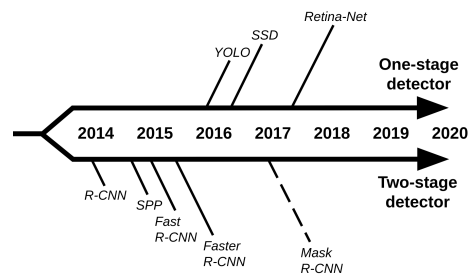 Retina-Net
SSD
YOLO
One-stage
detector
2014 2015 2016 2017 2018 2019 2020
Two-stage
detector
R-CNN
SPP
Fast
R-CNN
Faster
R-CNN
Mask
R-CNN